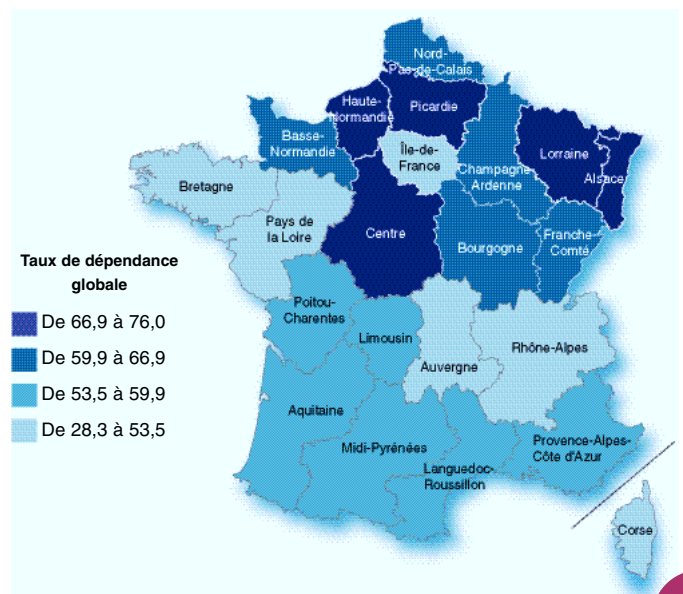 Nord-
Pas-de-Calais
Haute-
Normandie
Picardie
Basse-
Normandie
Île-de-
France
Champagne
Ardenne
Lorraine
Alsace
Bretagne
Pays de
la Loire
Centre
Bourgogne
Franche-
Comté
Taux de dépendance
globale
De 66,9 à 76,0
De 59,9 à 66,9
De 53,5 à 59,9
De 28,3 à 53,5
Poitou-
Charentes
Limousin
Auvergne
Rhône-Alpes
Aquitaine
Midi-Pyrénées
Languedoc-
Roussillon
Provence-Alpes-
Côte d'Azur
Corse